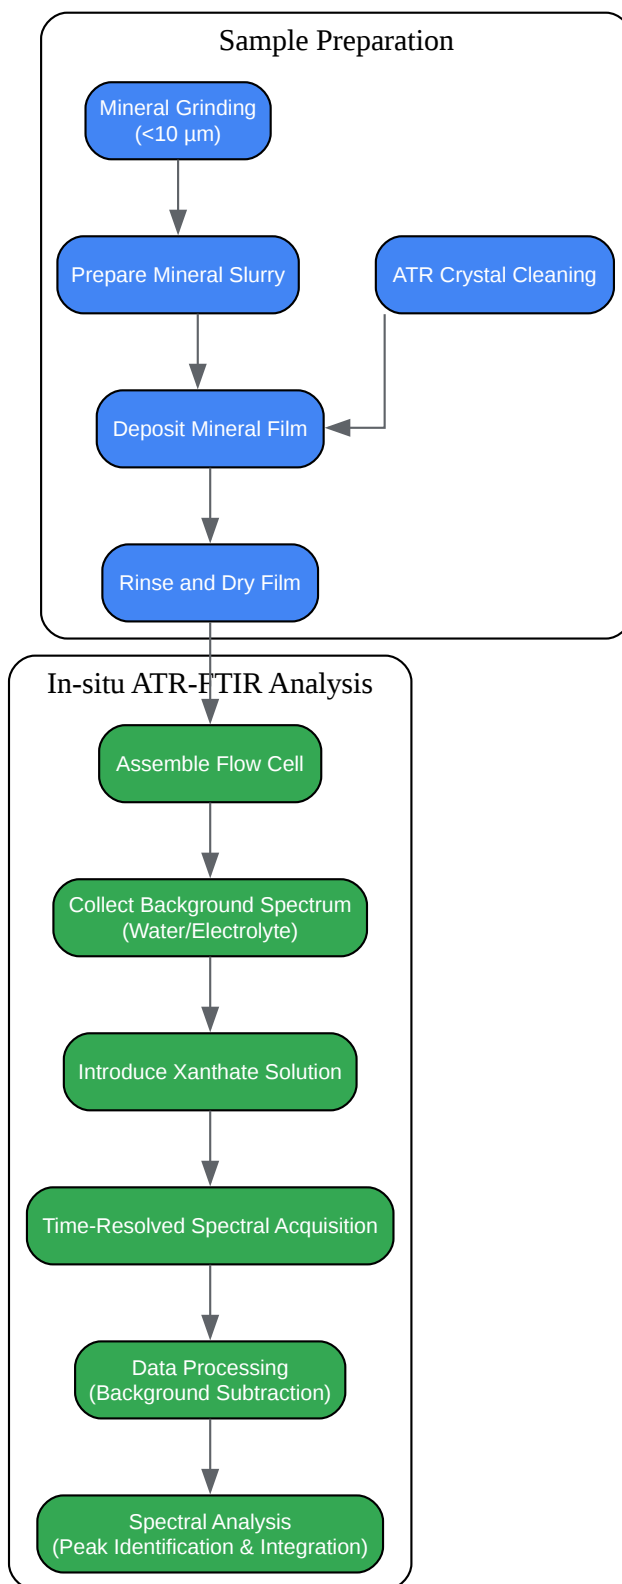 Sample Preparation
Mineral Grinding
(<10 µm)
Prepare Mineral Slurry
ATR Crystal Cleaning
Deposit Mineral Film
Rinse and Dry Film
In-situ ATR-FTIR Analysis
Assemble Flow Cell
Collect Background Spectrum
(Water/Electrolyte)
Introduce Xanthate Solution
Time-Resolved Spectral Acquisition
Data Processing
(Background Subtraction)
Spectral Analysis
(Peak Identification & Integration)